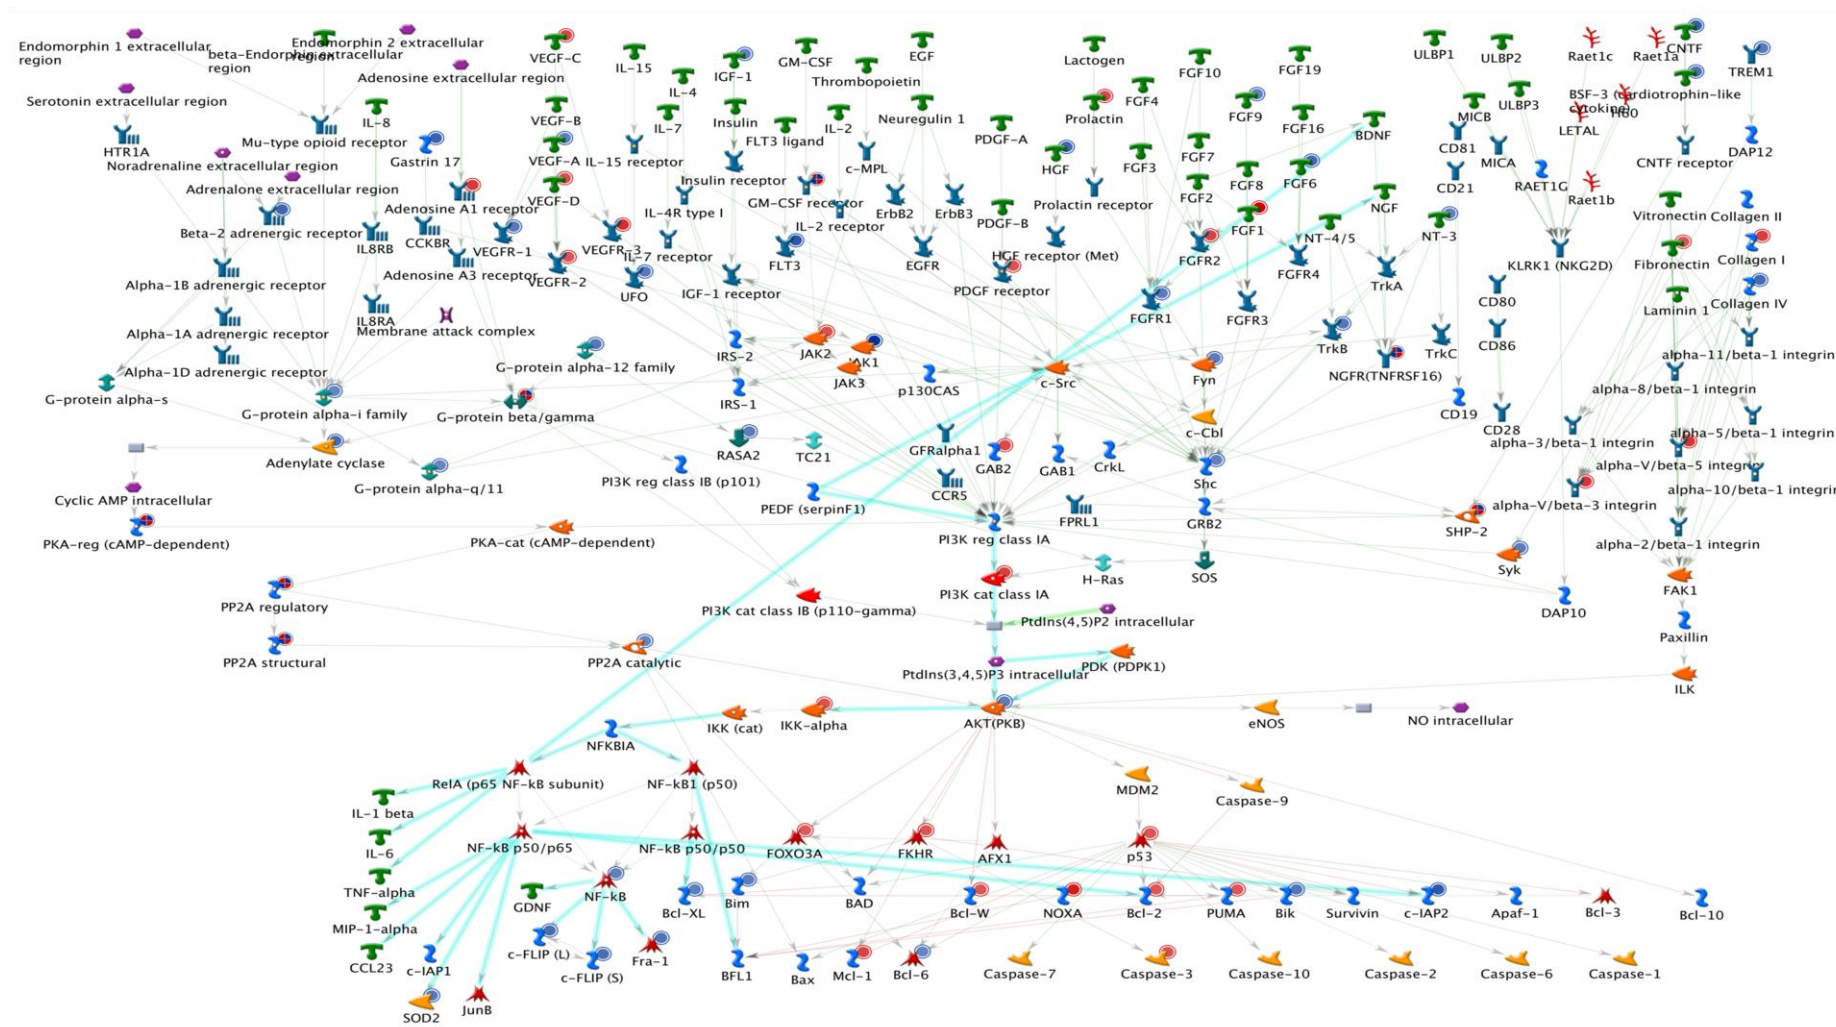 Endomorphin 1 extracellular
region
beta-Endorphin extracellular
region
Endomorphin 2 extracellular
region
Adenosine extracellular region
VEGF-C
IL-15
IL-4
IGF-1
GM-CSF
Thrombopoietin
EGF
Lactogen
FGF10
FGF19
ULBP1
ULBP2
Raet1c
Raet1a
CNTF
TREM1
Serotonin extracellular region
IL-8
VEGF-B
IL-7
Insulin
FLT3 ligand
IL-2
Neuregulin 1
PDGF-A
Prolactin
FGF4
FGF9
FGF16
BDNF
MICB
ULBP3
LETAL
H60
BSF-3 (cardiotrophin-like
cytokine)
HTR1A
Mu-type opioid receptor
Gastrin 17
VEGF-A
IL-15 receptor
Insulin receptor
c-MPL
HGF
FGF3
FGF7
FGF8
FGF6
CD81
MICA
CNTF receptor
DAP12
Noradrenaline extracellular region
Adrenalone extracellular region
Adenosine A1 receptor
VEGF-D
IL-4R type I
GM-CSF receptor
IL-2 receptor
ErbB2
ErbB3
PDGF-B
Prolactin receptor
FGF2
FGF1
NT-4/5
NGF
NT-3
CD21
RAET1G
Raet1b
Vitronectin
Collagen II
Beta-2 adrenergic receptor
IL8RB
CCKBR
VEGFR-1
VEGFR-3
IL-7 receptor
FLT3
EGFR
HGF receptor (Met)
FGFR2
FGFR4
TrkA
KLRK1 (NKG2D)
Fibronectin
Collagen I
Alpha-1B adrenergic receptor
Adenosine A3 receptor
VEGFR-2
UFO
IGF-1 receptor
PDGF receptor
FGFR1
FGFR3
CD80
Laminin 1
Collagen IV
Alpha-1A adrenergic receptor
IL8RA
Membrane attack complex
IRS-2
JAK2
JAK1
JAK3
TrkB
NGFR(TNFRSF16)
TrkC
CD86
alpha-11/beta-1 integrin
Alpha-1D adrenergic receptor
G-protein alpha-12 family
p130CAS
c-Src
Fyn
alpha-8/beta-1 integrin
G-protein alpha-s
G-protein alpha-i family
G-protein beta/gamma
IRS-1
c-Cbl
CD19
CD28
alpha-3/beta-1 integrin
alpha-5/beta-1 integrin
Adenylate cyclase
RASA2
TC21
GFRalpha1
GAB2
GAB1
CrkL
alpha-V/beta-5 integrin
G-protein alpha-q/11
PI3K reg class IB (p101)
CCR5
Shc
alpha-10/beta-1 integrin
Cyclic AMP intracellular
PEDF (serpinF1)
FPRL1
GRB2
SHP-2
alpha-V/beta-3 integrin
PKA-reg (cAMP-dependent)
PKA-cat (cAMP-dependent)
PI3K reg class IA
alpha-2/beta-1 integrin
H-Ras
SOS
Syk
FAK1
PP2A regulatory
PI3K cat class IB (p110-gamma)
PI3K cat class IA
DAP10
PtdIns(4,5)P2 intracellular
Paxillin
PP2A structural
PP2A catalytic
PtdIns(3,4,5)P3 intracellular
PDK (PDPK1)
ILK
IKK (cat)
IKK-alpha
AKT(PKB)
eNOS
NO intracellular
NFKBIA
RelA (p65 NF-kB subunit)
NF-kB1 (p50)
MDM2
Caspase-9
IL-1 beta
IL-6
NF-kB p50/p65
NF-kB p50/p50
FOXO3A
FKHR
AFX1
p53
TNF-alpha
GDNF
NF-kB
Bcl-XL
Bim
BAD
Bcl-W
NOXA
Bcl-2
PUMA
Bik
Survivin
c-IAP2
Apaf-1
Bcl-3
Bcl-10
MIP-1-alpha
CCL23
c-IAP1
c-FLIP (L)
c-FLIP (S)
Fra-1
BFL1
Bax
Mcl-1
Bcl-6
Caspase-7
Caspase-3
Caspase-10
Caspase-2
Caspase-6
Caspase-1
SOD2
JunB